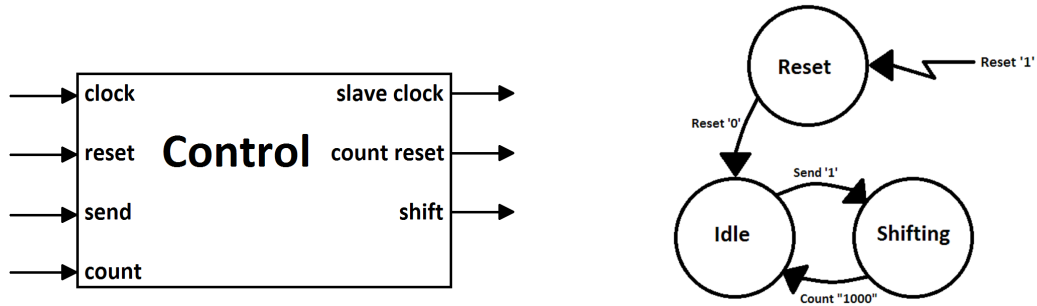 clock
slave clock
reset
Control
count reset
send
shift
count
Reset
Reset '1'
Reset '0'
Send '1'
Idle
Shifting
Count "1000"